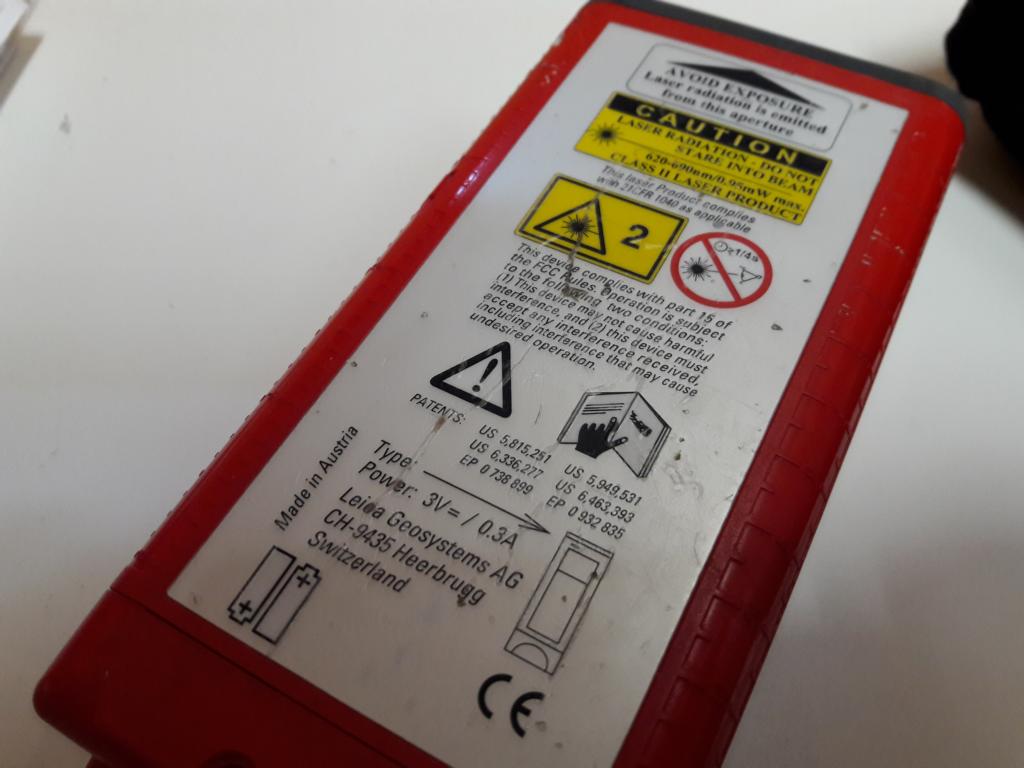 AVOID EXPOSURE
Laser radiation is emitted
from this aperture
CAUTION
LASER RADIATION - DO NOT
STARE INTO BEAM
620-690nm/0.95mW max.
CLASS II LASER PRODUCT
This laser Product complies
with 21CFR 1040 as applicable
2
≥1/4s
This device complies with part 15 of
the FCC Rules. Operation is subject
to the following two conditions:
(1) This device may not cause harmful
interference, and (2) this device must
accept any interference received,
including interference that may cause
undesired operation.
PATENTS:
US 5,815,251
US 6,336,277
EP 0 738 899
US 5,949,531
US 6,463,393
EP 0 932 835
Type:
Power: 3V= / 0.3A
Leica Geosystems AG
CH-9435 Heerbrugg
Switzerland
Made in Austria
CE